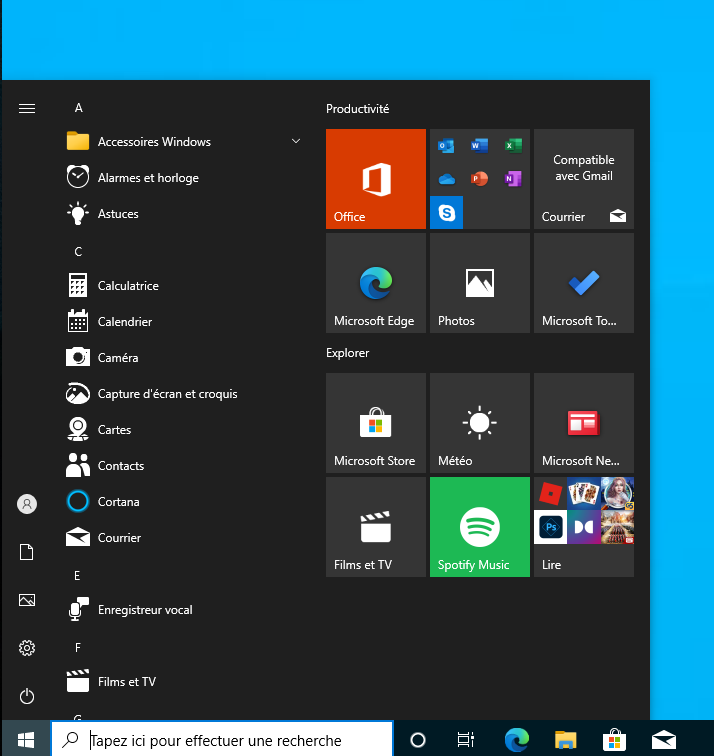 A
Accessoires Windows
Alarmes et horloge
Astuces
C
Calculatrice
Calendrier
Caméra
Capture d'écran et croquis
Cartes
Contacts
Cortana
Courrier
E
Enregistreur vocal
F
Films et TV
G
Productivité
Office
Compatible
avec Gmail
Courrier
Microsoft Edge
Photos
Microsoft To...
Explorer
Microsoft Store
Météo
Microsoft Ne...
Films et TV
Spotify Music
Ps
Lire
Tapez ici pour effectuer une recherche